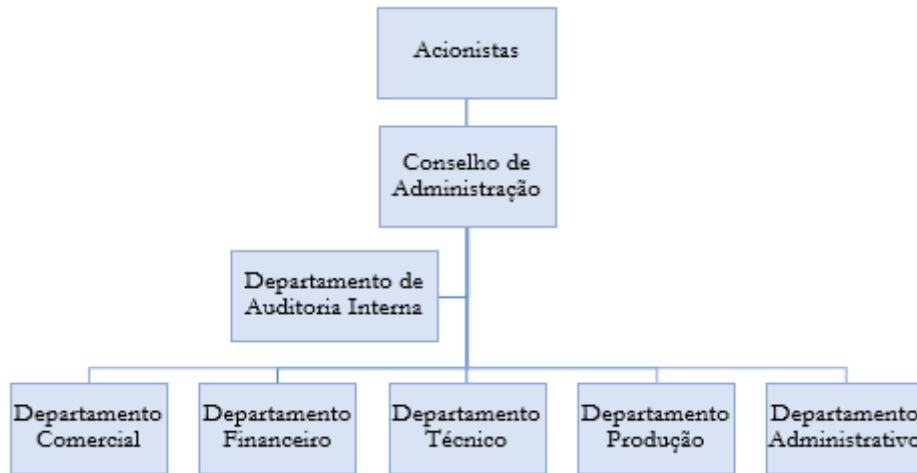 Acionistas
Conselho de
Administração
Departamento de
Auditoria Interna
Departamento
Comercial
Departamento
Financeiro
Departamento
Técnico
Departamento
Produção
Departamento
Administrativo